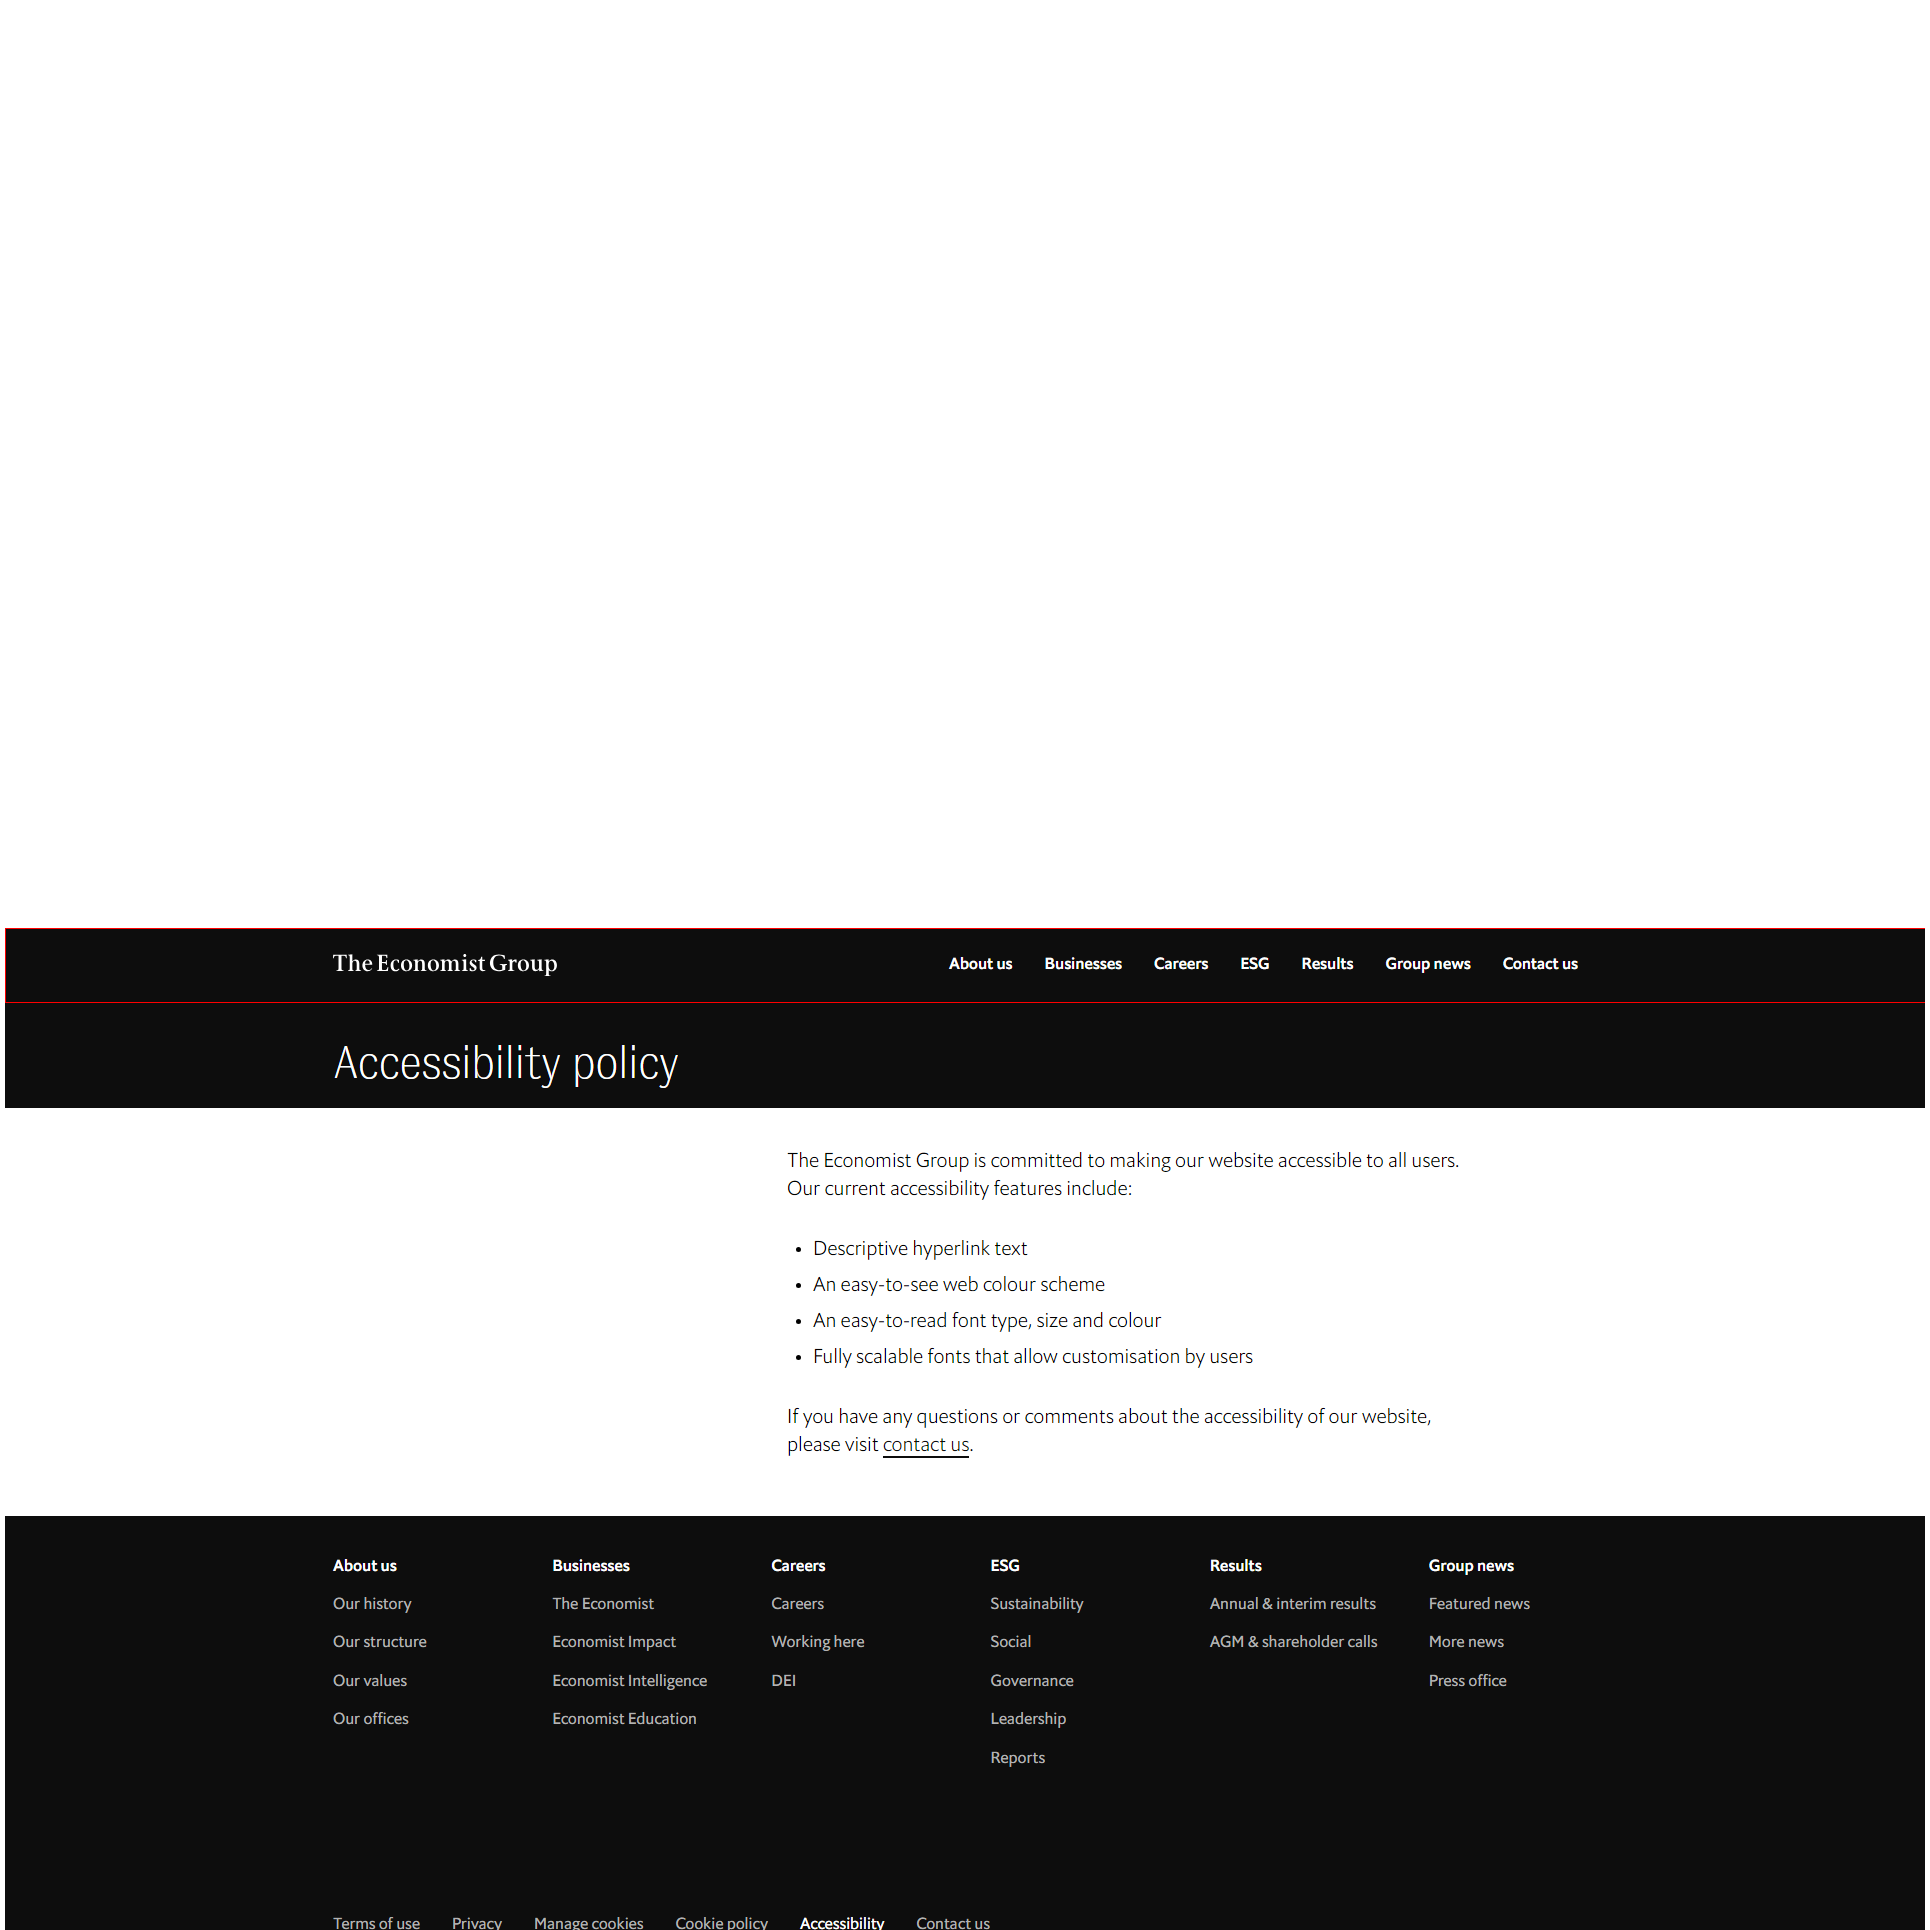 The Economist Group
About us Businesses Careers ESG Results Group news Contact us
Accessibility policy
The Economist Group is committed to making our website accessible to all users.
Our current accessibility features include:
• Descriptive hyperlink text
• An easy-to-see web colour scheme
• An easy-to-read font type, size and colour
• Fully scalable fonts that allow customisation by users
If you have any questions or comments about the accessibility of our website,
please visit contact us.
About us
Our history
Our structure
Our values
Our offices
Businesses
The Economist
Economist Impact
Economist Intelligence
Economist Education
Careers
Careers
Working here
DEI
ESG
Sustainability
Social
Governance
Leadership
Reports
Results
Annual & interim results
AGM & shareholder calls
Group news
Featured news
More news
Press office
Terms of use Privacy Manage cookies Cookie policy Accessibility Contact us